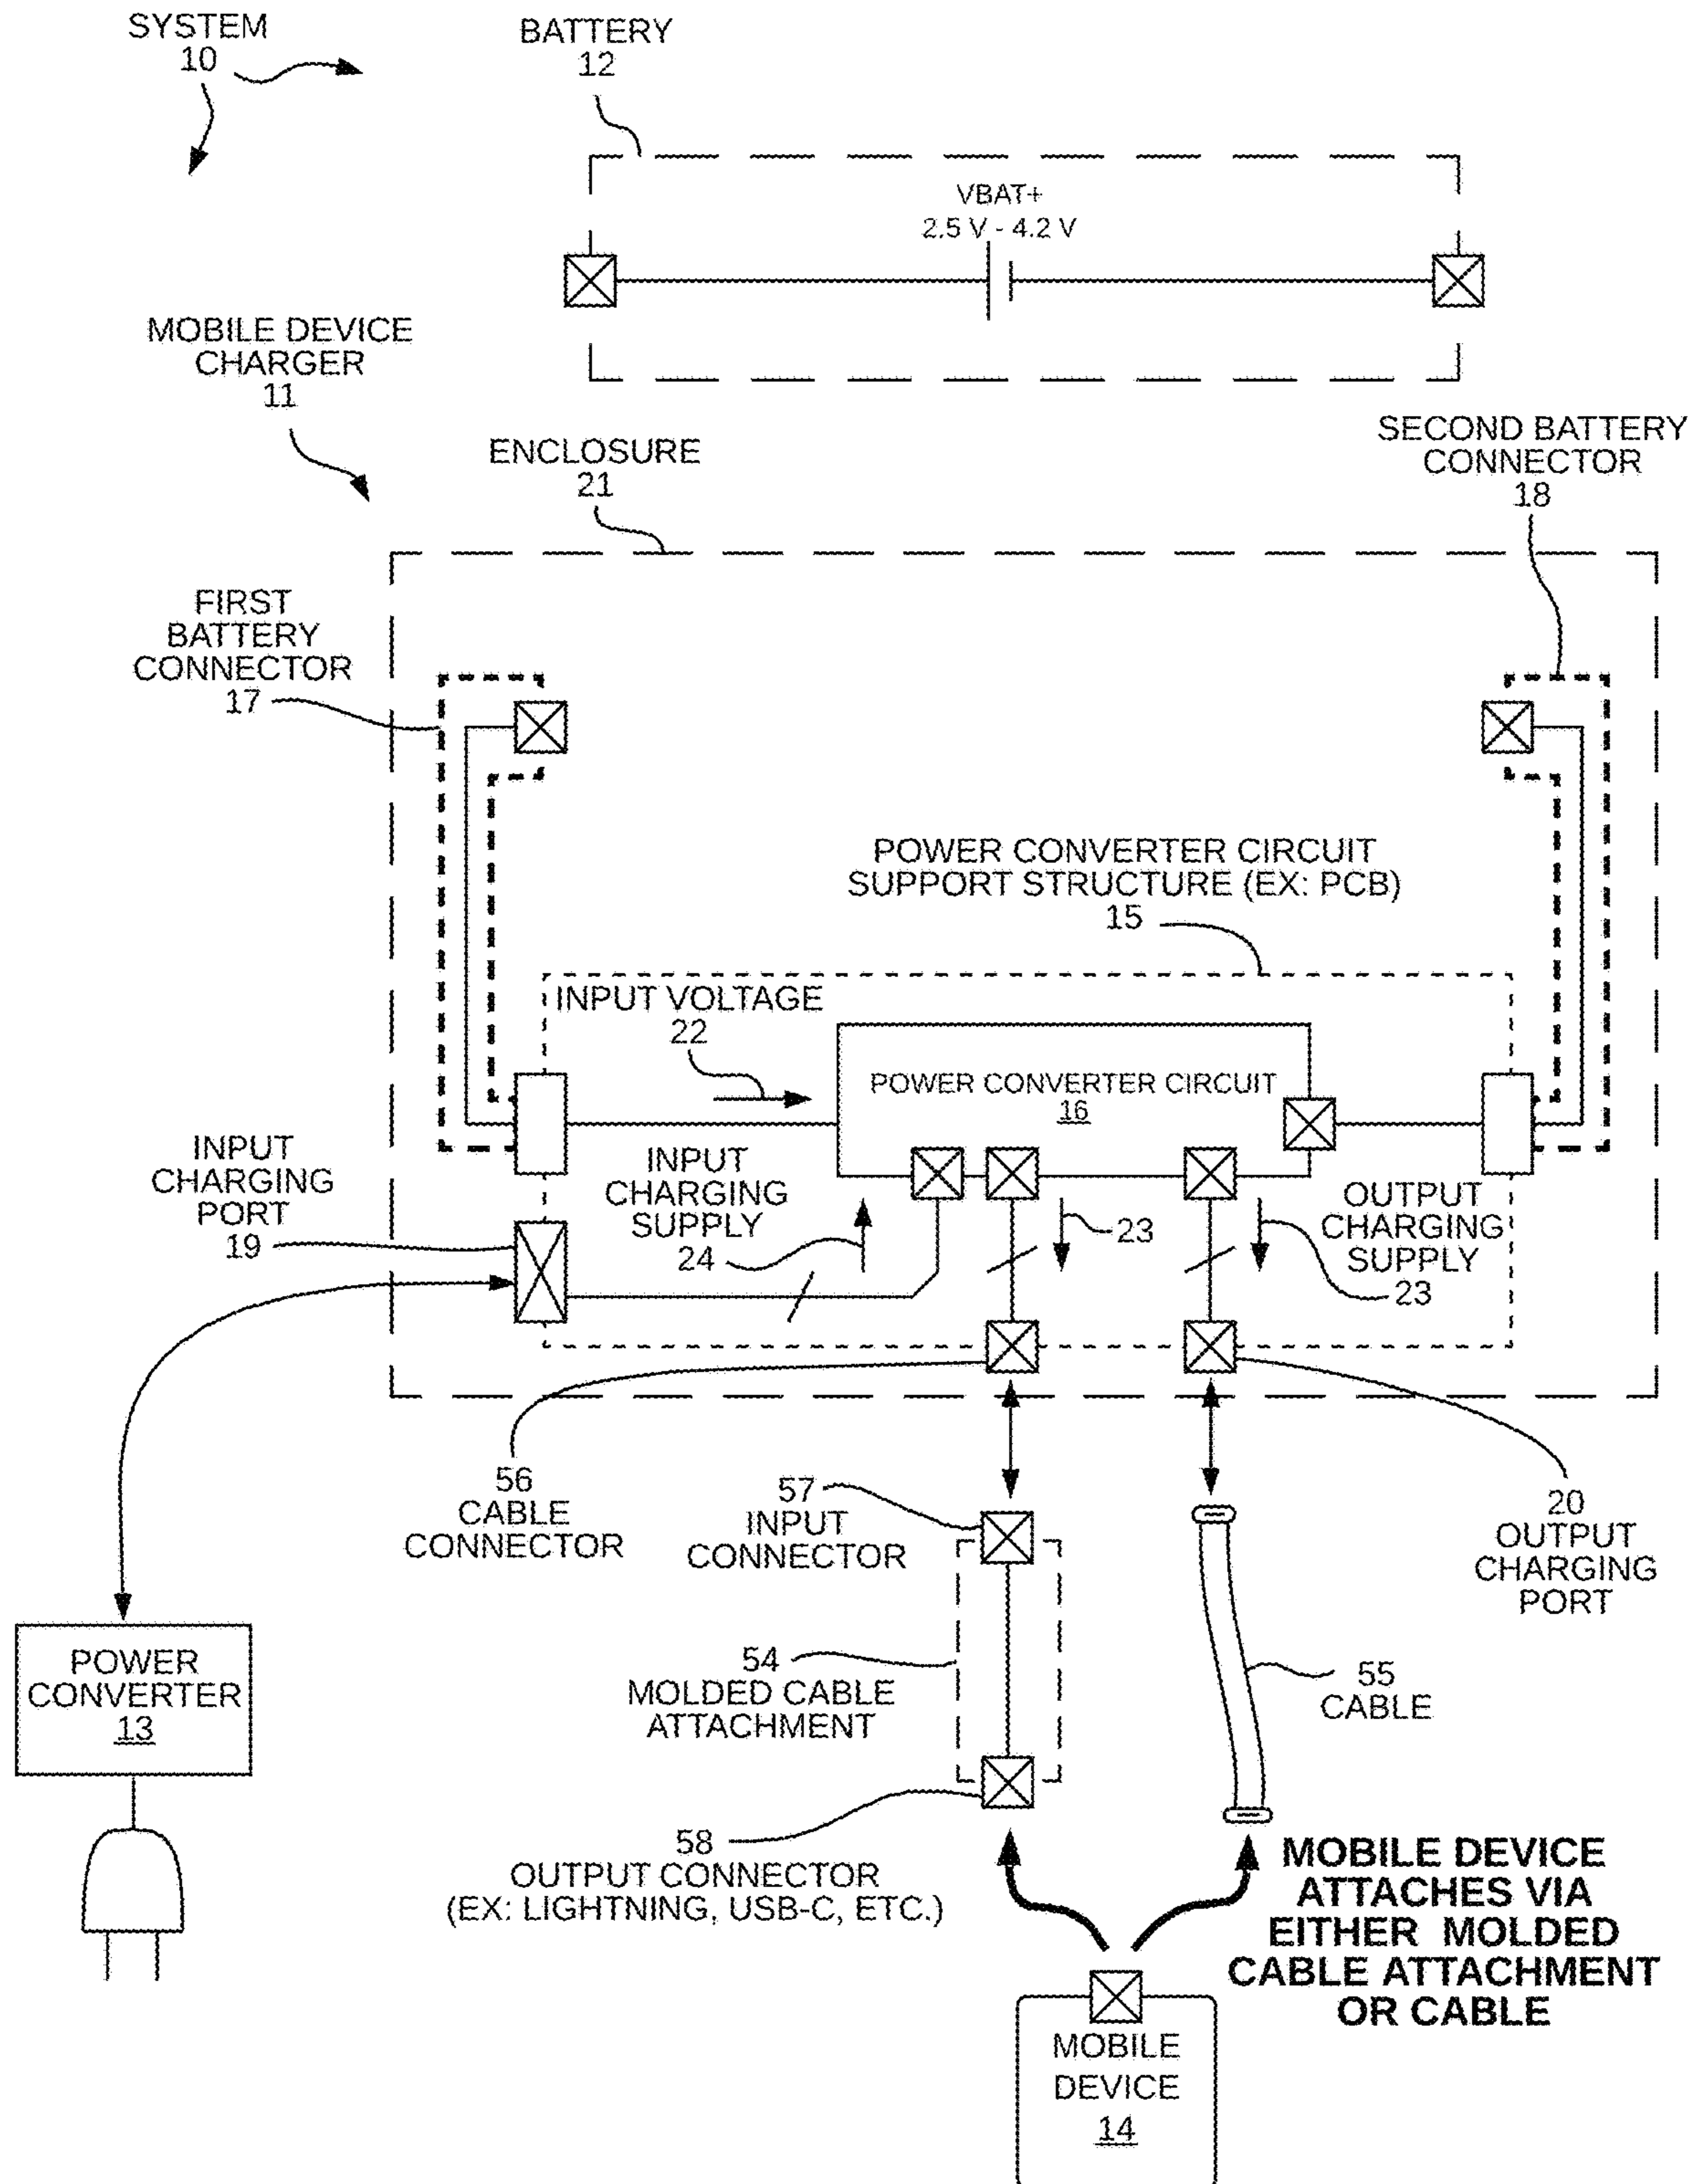 SYSTEM
10
BATTERY
12
VBAT+
2.5 V - 4.2 V
MOBILE DEVICE
CHARGER
11
ENCLOSURE
21
SECOND BATTERY
CONNECTOR
18
FIRST
BATTERY
CONNECTOR
17
POWER CONVERTER CIRCUIT
SUPPORT STRUCTURE (EX: PCB)
15
INPUT VOLTAGE
22
POWER CONVERTER CIRCUIT
16
INPUT
CHARGING
PORT
19
INPUT
CHARGING
SUPPLY
24
23
OUTPUT
CHARGING
SUPPLY
23
56
CABLE
CONNECTOR
57
INPUT
CONNECTOR
20
OUTPUT
CHARGING
PORT
POWER
CONVERTER
13
54
MOLDED CABLE
ATTACHMENT
55
CABLE
58
OUTPUT CONNECTOR
(EX: LIGHTNING, USB-C, ETC.)
MOBILE DEVICE
ATTACHES VIA
EITHER MOLDED
CABLE ATTACHMENT
OR CABLE
MOBILE
DEVICE
14